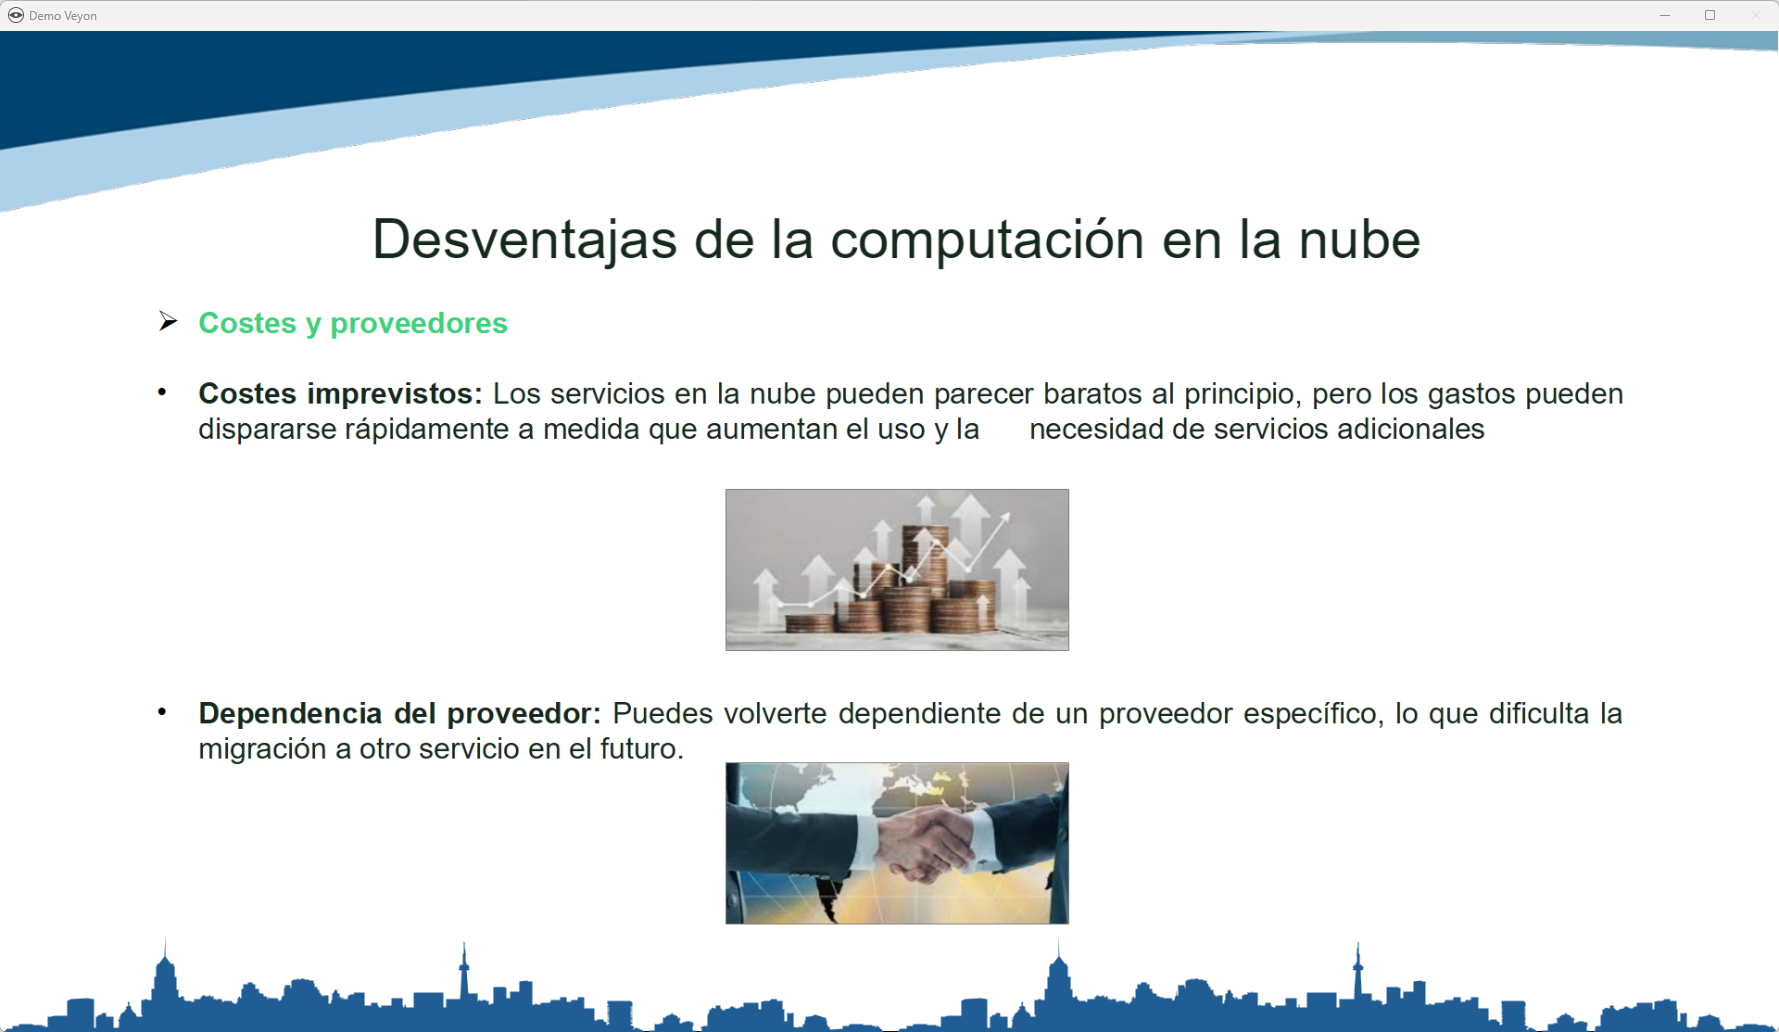 Demo Veyon
Desventajas de la computación en la nube
Costes y proveedores
Costes imprevistos: Los servicios en la nube pueden parecer baratos al principio, pero los gastos pueden
dispararse rápidamente a medida que aumentan el uso y la necesidad de servicios adicionales
Dependencia del proveedor: Puedes volverte dependiente de un proveedor específico, lo que dificulta la
migración a otro servicio en el futuro.